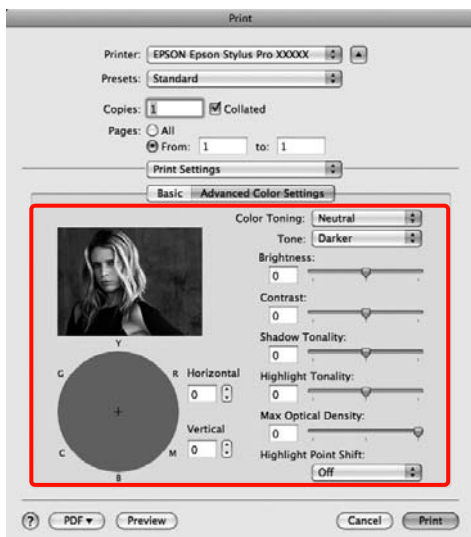 Print
Printer: EPSON Epson Stylus Pro XXXXX
Presets: Standard
Copies: 1 Collated
Pages: All
From: 1 to: 1
Print Settings
Basic Advanced Color Settings
Color Toning: Neutral
Tone: Darker
Brightness:
0
Contrast:
0
Shadow Tonality:
0
Highlight Tonality:
0
Max Optical Density:
0
Highlight Point Shift:
Off
Y
G R
C M
B
Horizontal
0
Vertical
0
? PDF Preview Cancel Print